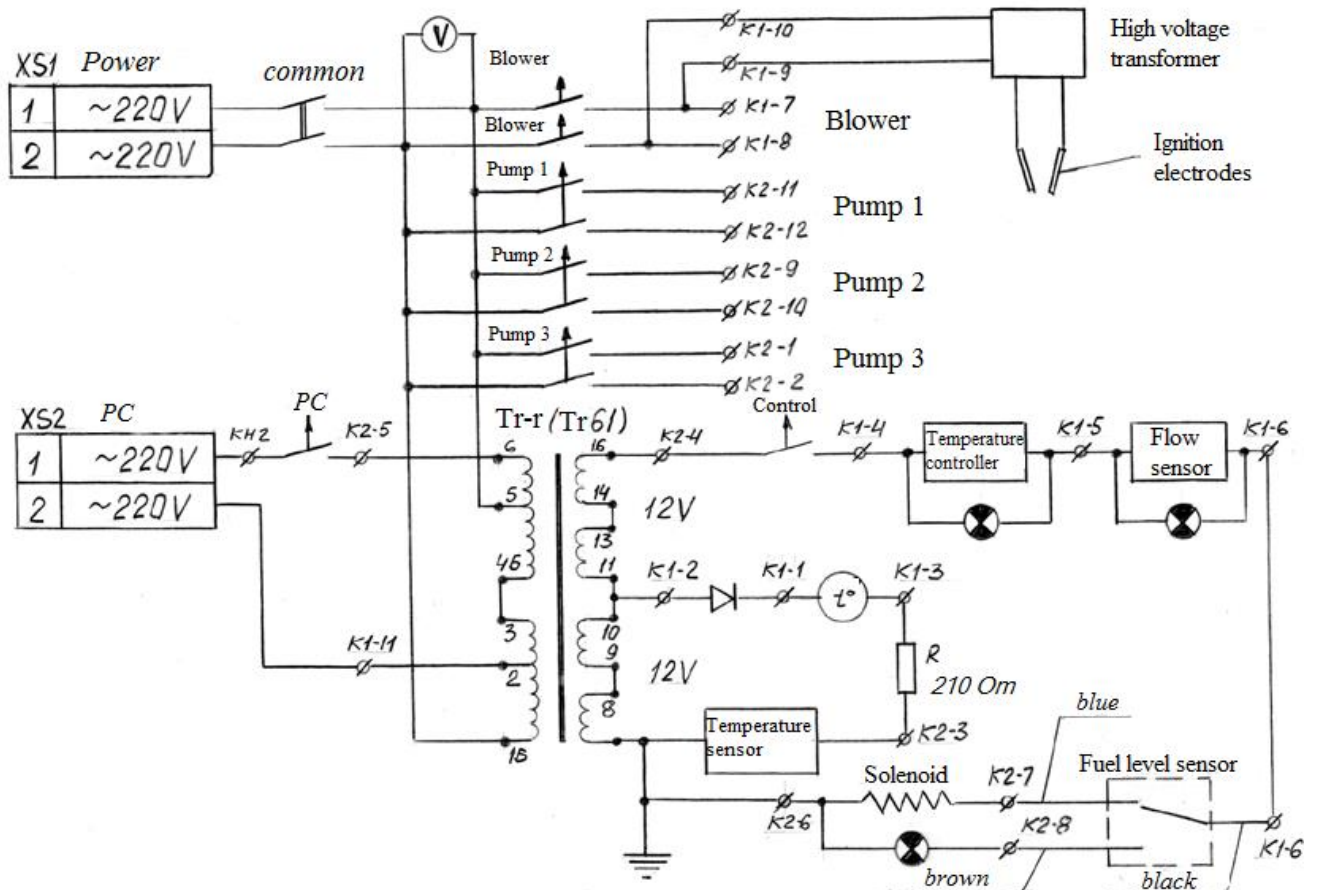 K1-10
High voltage
transformer
V
XS1 Power
common
Blower
K1-9
1 ~220V
K1-7
Blower
Blower
2 ~220V
K1-8
Ignition
electrodes
Pump 1
K2-11
Pump 1
K2-12
Pump 2
K2-9
Pump 2
K2-10
Pump 3
K2-1
Pump 3
K2-2
XS2 PC
PC
Tr-r (Tr61)
Control
KH2
K2-5
6
16
K2-4
K1-4
Temperature
controller
K1-5
Flow
sensor
K1-6
1 ~220V
2 ~220V
5
14
12V
13
4Б
11
K1-2
K1-1
t°
K1-3
3
10
K1-11
9
R
210 Om
2
12V
8
Temperature
sensor
1Б
K2-3
blue
Solenoid
K2-7
Fuel level sensor
K2-6
K2-8
K1-6
brown
black